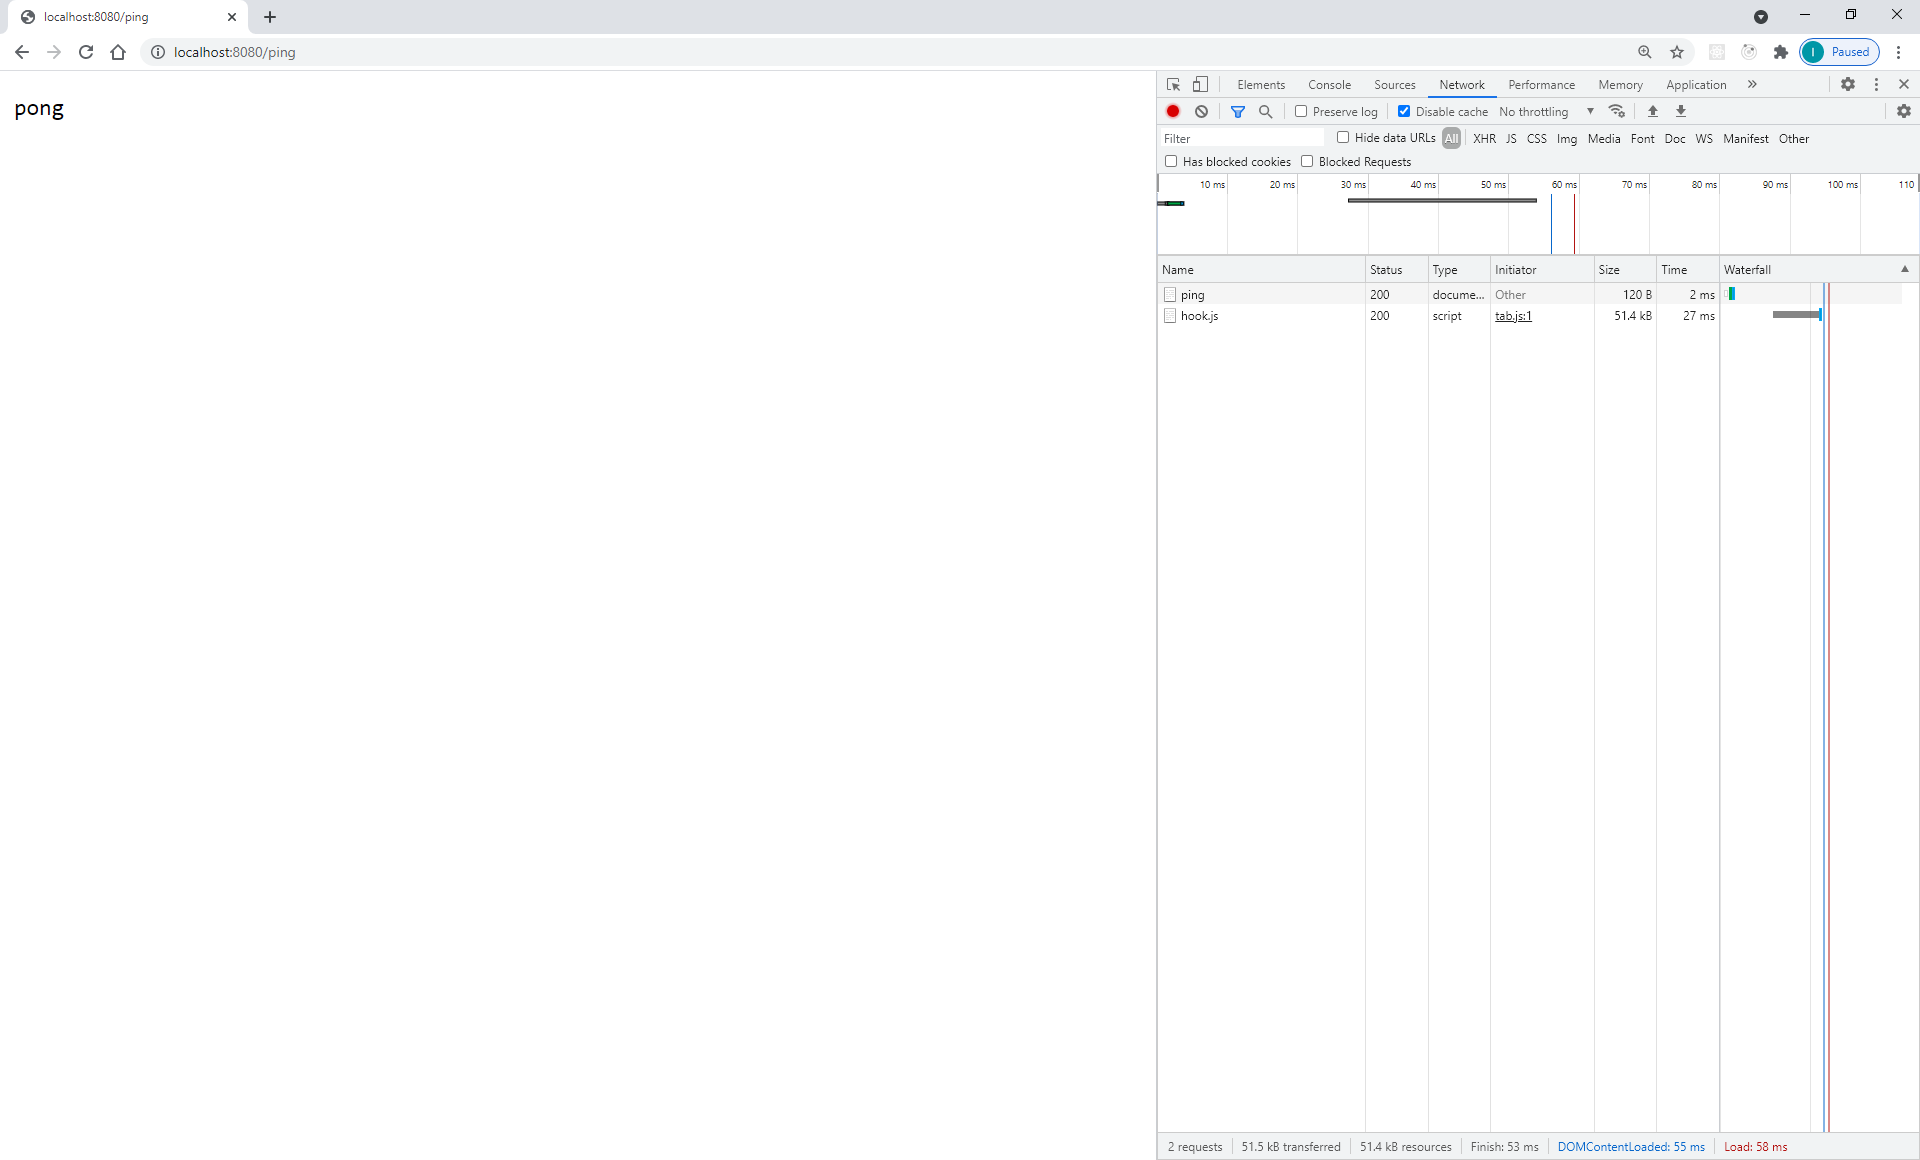 localhost:8080/ping
localhost:8080/ping
I Paused
pong
Elements Console Sources Network Performance Memory Application
Preserve log Disable cache No throttling
Filter Hide data URLs All XHR JS CSS Img Media Font Doc WS Manifest Other
Has blocked cookies Blocked Requests
10 ms 20 ms 30 ms 40 ms 50 ms 60 ms 70 ms 80 ms 90 ms 100 ms 110
Name Status Type Initiator Size Time Waterfall
ping 200 docume... Other 120 B 2 ms
hook.js 200 script tab.js:1 51.4 kB 27 ms
2 requests 51.5 kB transferred 51.4 kB resources Finish: 53 ms DOMContentLoaded: 55 ms Load: 58 ms